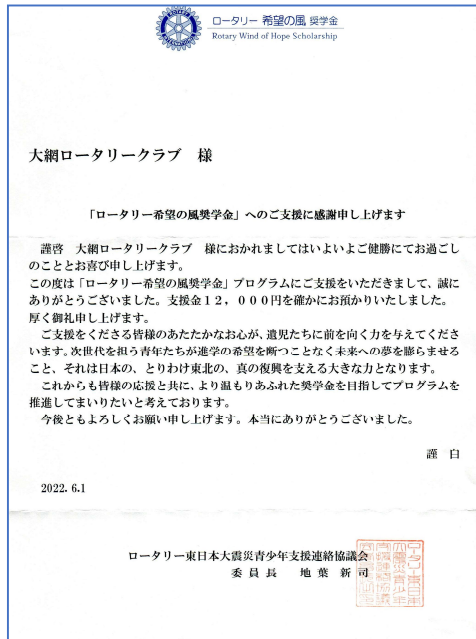 ロータリー 希望の風 奨学金
Rotary Wind of Hope Scholarship
ROTARY
INTERNATIONAL
大網ロータリークラブ 様
「ロータリー希望の風奨学金」へのご支援に感謝申し上げます
謹啓 大網ロータリークラブ 様におかれましてはいよいよご健勝にてお過ごし
のこととお喜び申し上げます。
この度は「ロータリー希望の風奨学金」プログラムにご支援をいただきまして、誠に
ありがとうございました。支援金12,000円を確かにお預かりいたしました。
厚く御礼申し上げます。
ご支援をくださる皆様のあたたかなお心が、遺児たちに前を向く力を与えてくださ
います。次世代を担う青年たちが進学の希望を断つことなく未来への夢を膨らませる
こと、それは日本の、とりわけ東北の、真の復興を支える大きな力となります。
これからも皆様の応援と共に、より温もりあふれた奨学金を目指してプログラムを
推進してまいりたいと考えております。
今後ともよろしくお願い申し上げます。本当にありがとうございました。
謹 白
2022.6.1
ロータリー東日本大震災青少年支援連絡協議会
委員長 地葉 新司